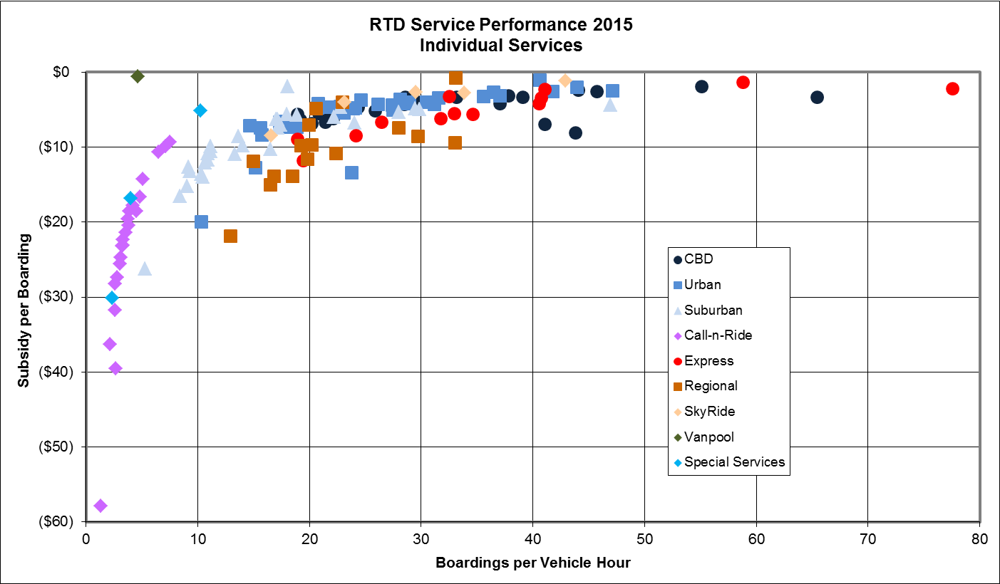 RTD Service Performance 2015
Individual Services
$0
($10)
($20)
($30)
($40)
($50)
($60)
Subsidy per Boarding
CBD
Urban
Suburban
Call-n-Ride
Express
Regional
SkyRide
Vanpool
Special Services
0 10 20 30 40 50 60 70 80
Boardings per Vehicle Hour